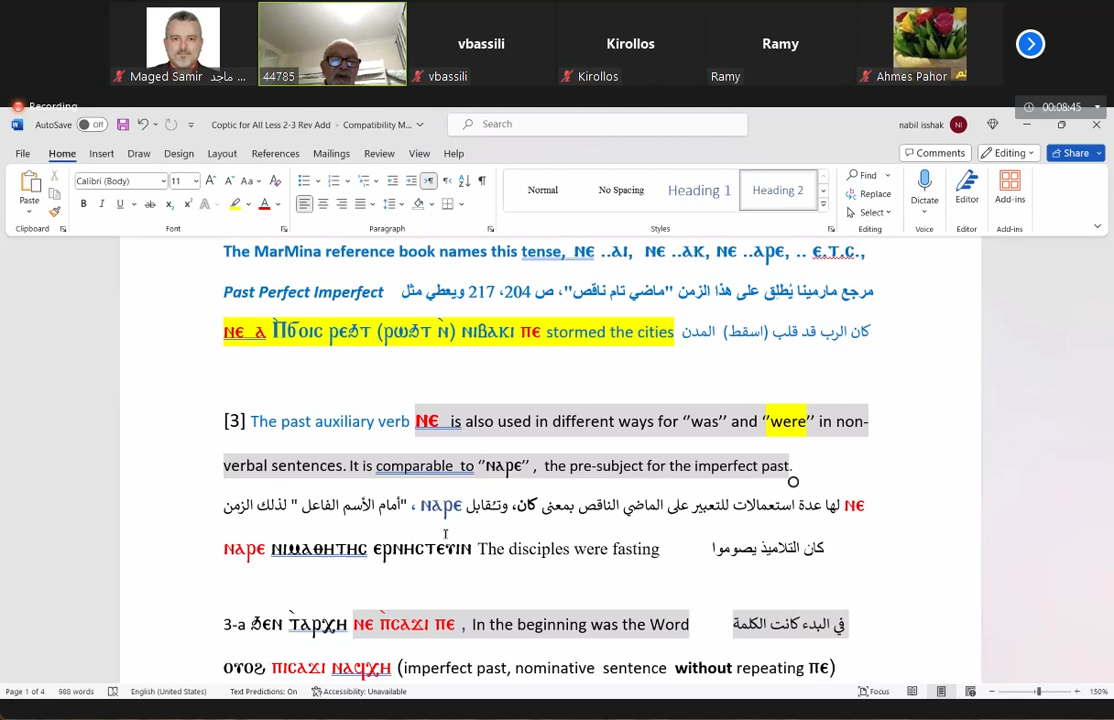 vbassili
Kirollos
Ramy
Maged Samir ماجد ...
44785
vbassili
Kirollos
Ramy
Ahmes Pahor
Recording
00:08:45
AutoSave Off
Coptic for All Less 2-3 Rev Add - Compatibility M...
Search
nabil isshak
NI
File Home Insert Draw Design Layout References Mailings Review View Help
Comments
Editing
Share
Paste
Calibri (Body)
11
Normal
No Spacing
Heading 1
Heading 2
Find
Replace
Select
Dictate
Editor
Add-ins
Clipboard
Font
Paragraph
Styles
Editing
Voice
Editor
Add-ins
The MarMina reference book names this tense, ⲚⲈ ..ⲁⲓ, ⲚⲈ ..ⲁⲕ, ⲚⲈ ..ⲁⲣⲉ, .. ⲉ.ⲧ.ⲥ.,
Past Perfect Imperfect مرجع مارمينا يُطلِق على هذا الزمن "ماضي تام ناقص"، ص 204، 217 ويعطي مثل
ⲚⲈ ⲁ̀ Ⲡ̀ϭⲟⲓⲥ ⲣⲉϧⲧ (ⲣⲱϧⲧ ⲛ̀) ⲛⲓⲃⲁⲕⲓ ⲡⲉ stormed the cities كان الرب قد قلب (اسقط) المدن
[3] The past auxiliary verb ⲚⲈ is also used in different ways for ‘’was’’ and ‘’were’’ in non-
verbal sentences. It is comparable to ‘’ⲛⲁⲣⲉ’’ , the pre-subject for the imperfect past.
ⲚⲈ لها عدة استعمالات للتعبير على الماضي الناقص بمعنى كان، وتـقابل ⲛⲁⲣⲉ ، "أمام الأسم الفاعل " لذلك الزمن
ⲛⲁⲣⲉ ⲛⲓⲙⲁⲑⲏⲧⲏⲥ ⲉⲣⲛⲏⲥⲧⲉⲩⲓⲛ The disciples were fasting كان التلاميذ يصوموا
3-a ϧⲉⲛ ⲧ̀ⲁⲣⲭⲏ ⲛⲉ ⲡ̀ⲥⲁϫⲓ ⲡⲉ , In the beginning was the Word في البدء كانت الكلمة
ⲟⲩⲟϩ ⲡⲓⲥⲁϫⲓ ⲛⲁϥⲭⲏ (imperfect past, nominative sentence without repeating ⲡⲉ)
Page 1 of 4 988 words English (United States) Text Predictions: On Accessibility: Unavailable
Focus
150%